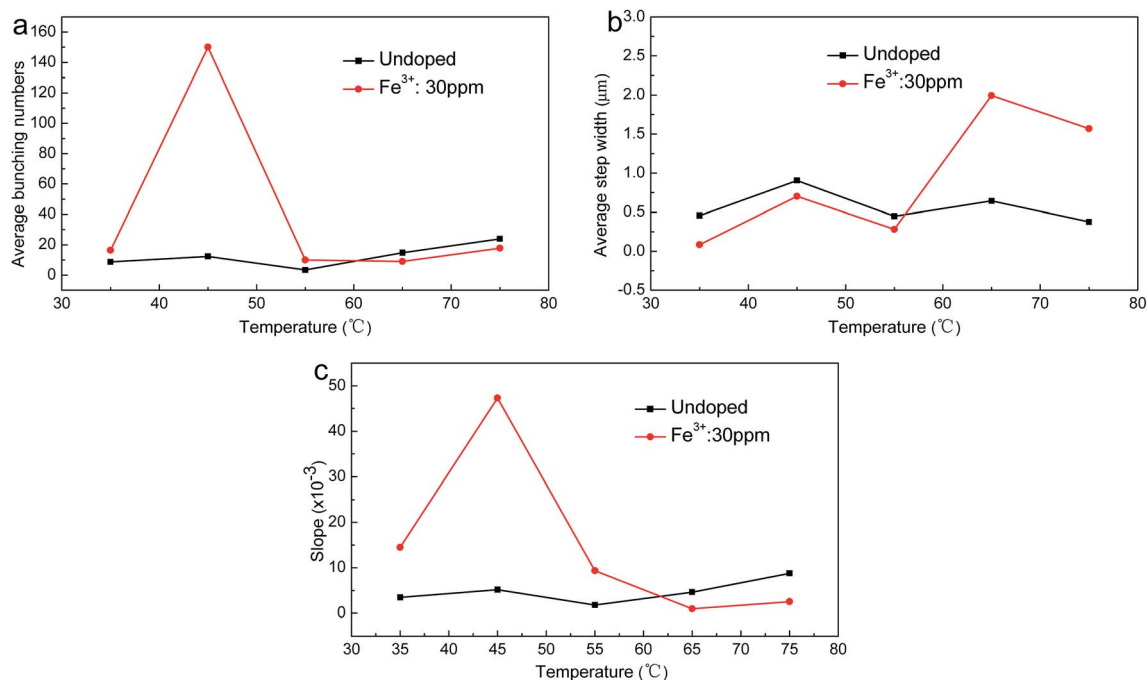 a
160
140
120
100
80
60
40
20
0
Average bunching numbers
Undoped
Fe³⁺: 30ppm
30 40 50 60 70 80
Temperature (℃)
b
3.0
2.5
2.0
1.5
1.0
0.5
0.0
-0.5
Average step width (μm)
Undoped
Fe³⁺:30ppm
30 40 50 60 70 80
Temperature (℃)
c
50
40
30
20
10
0
Slope (x10⁻³)
Undoped
Fe³⁺:30ppm
30 35 40 45 50 55 60 65 70 75 80
Temperature (℃)